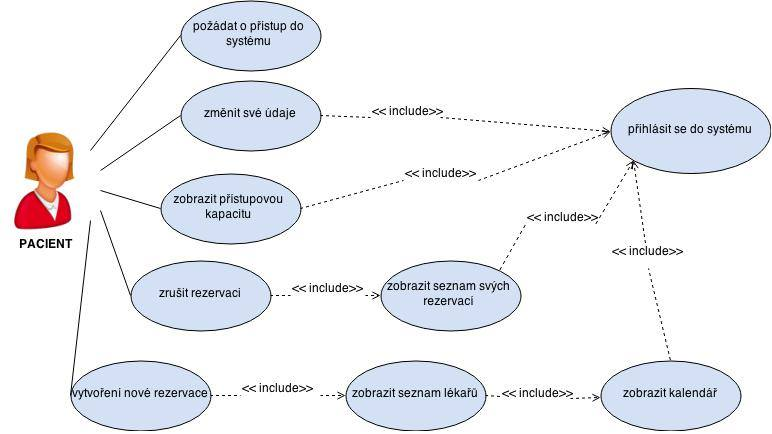 požádat o přístup do
systému
změnit své údaje
<< include>>
přihlásit se do systému
<< include>>
zobrazit přístupovou
kapacitu
<< include>>
PACIENT
<< include>>
zrušit rezervaci
<< include>>
zobrazit seznam svých
rezervací
vytvoření nové rezervace
<< include>>
zobrazit seznam lékařů
<< include>>
zobrazit kalendář